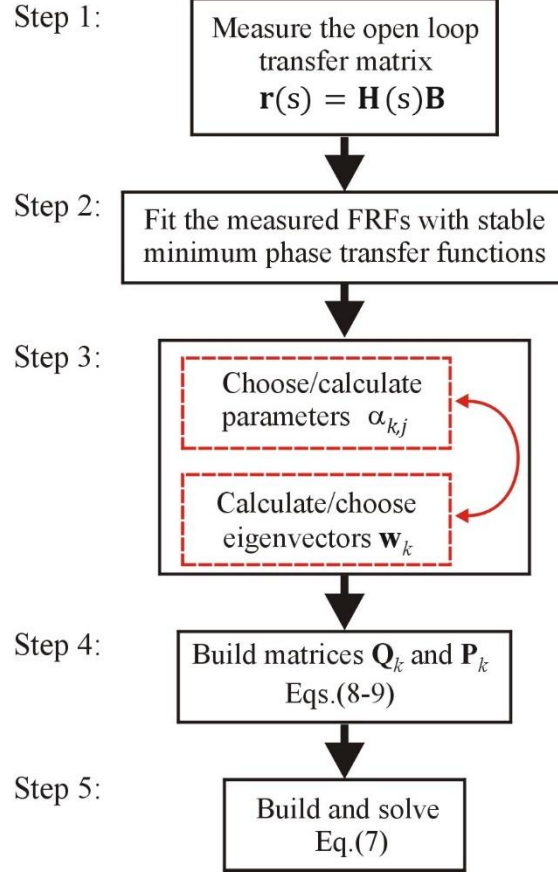 Step 1:
Measure the open loop
transfer matrix
r(s) = H(s)B
Step 2:
Fit the measured FRFs with stable
minimum phase transfer functions
Step 3:
Choose/calculate
parameters α_{k,j}
Calculate/choose
eigenvectors w_k
Step 4:
Build matrices Q_k and P_k
Eqs.(8-9)
Step 5:
Build and solve
Eq.(7)